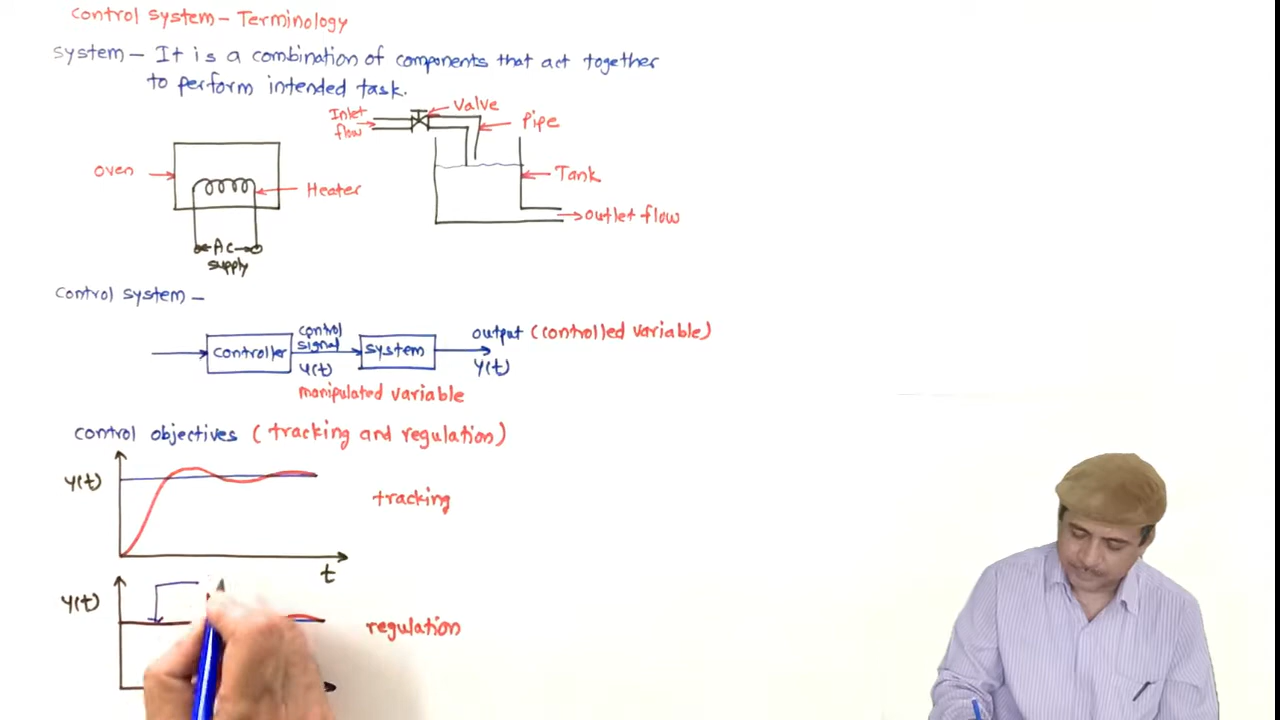 Control system - Terminology
System - It is a combination of components that act together
to perform intended task.
Inlet
flow
Valve
Pipe
Oven
Heater
Tank
Outlet flow
AC
supply
Control system -
Controller
control
signal
y(t)
system
output (controlled variable)
y(t)
manipulated variable
control objectives (tracking and regulation)
y(t)
tracking
t
y(t)
regulation